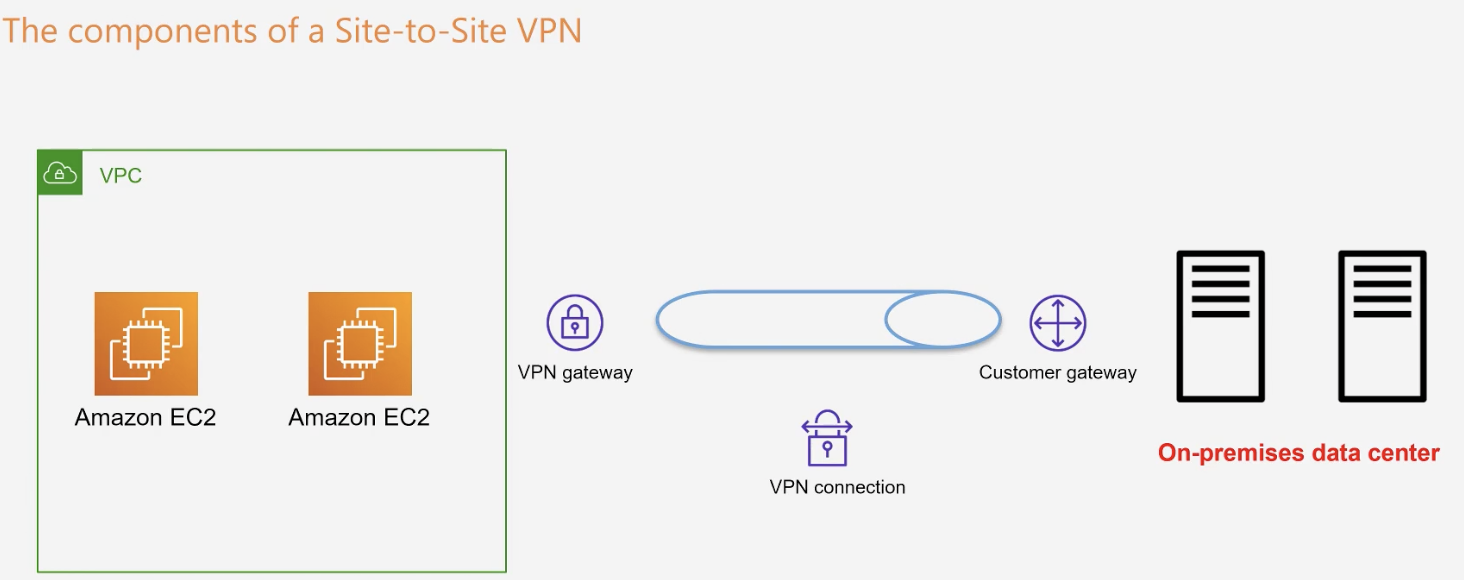 The components of a Site-to-Site VPN
VPC
Amazon EC2
Amazon EC2
VPN gateway
Customer gateway
VPN connection
On-premises data center